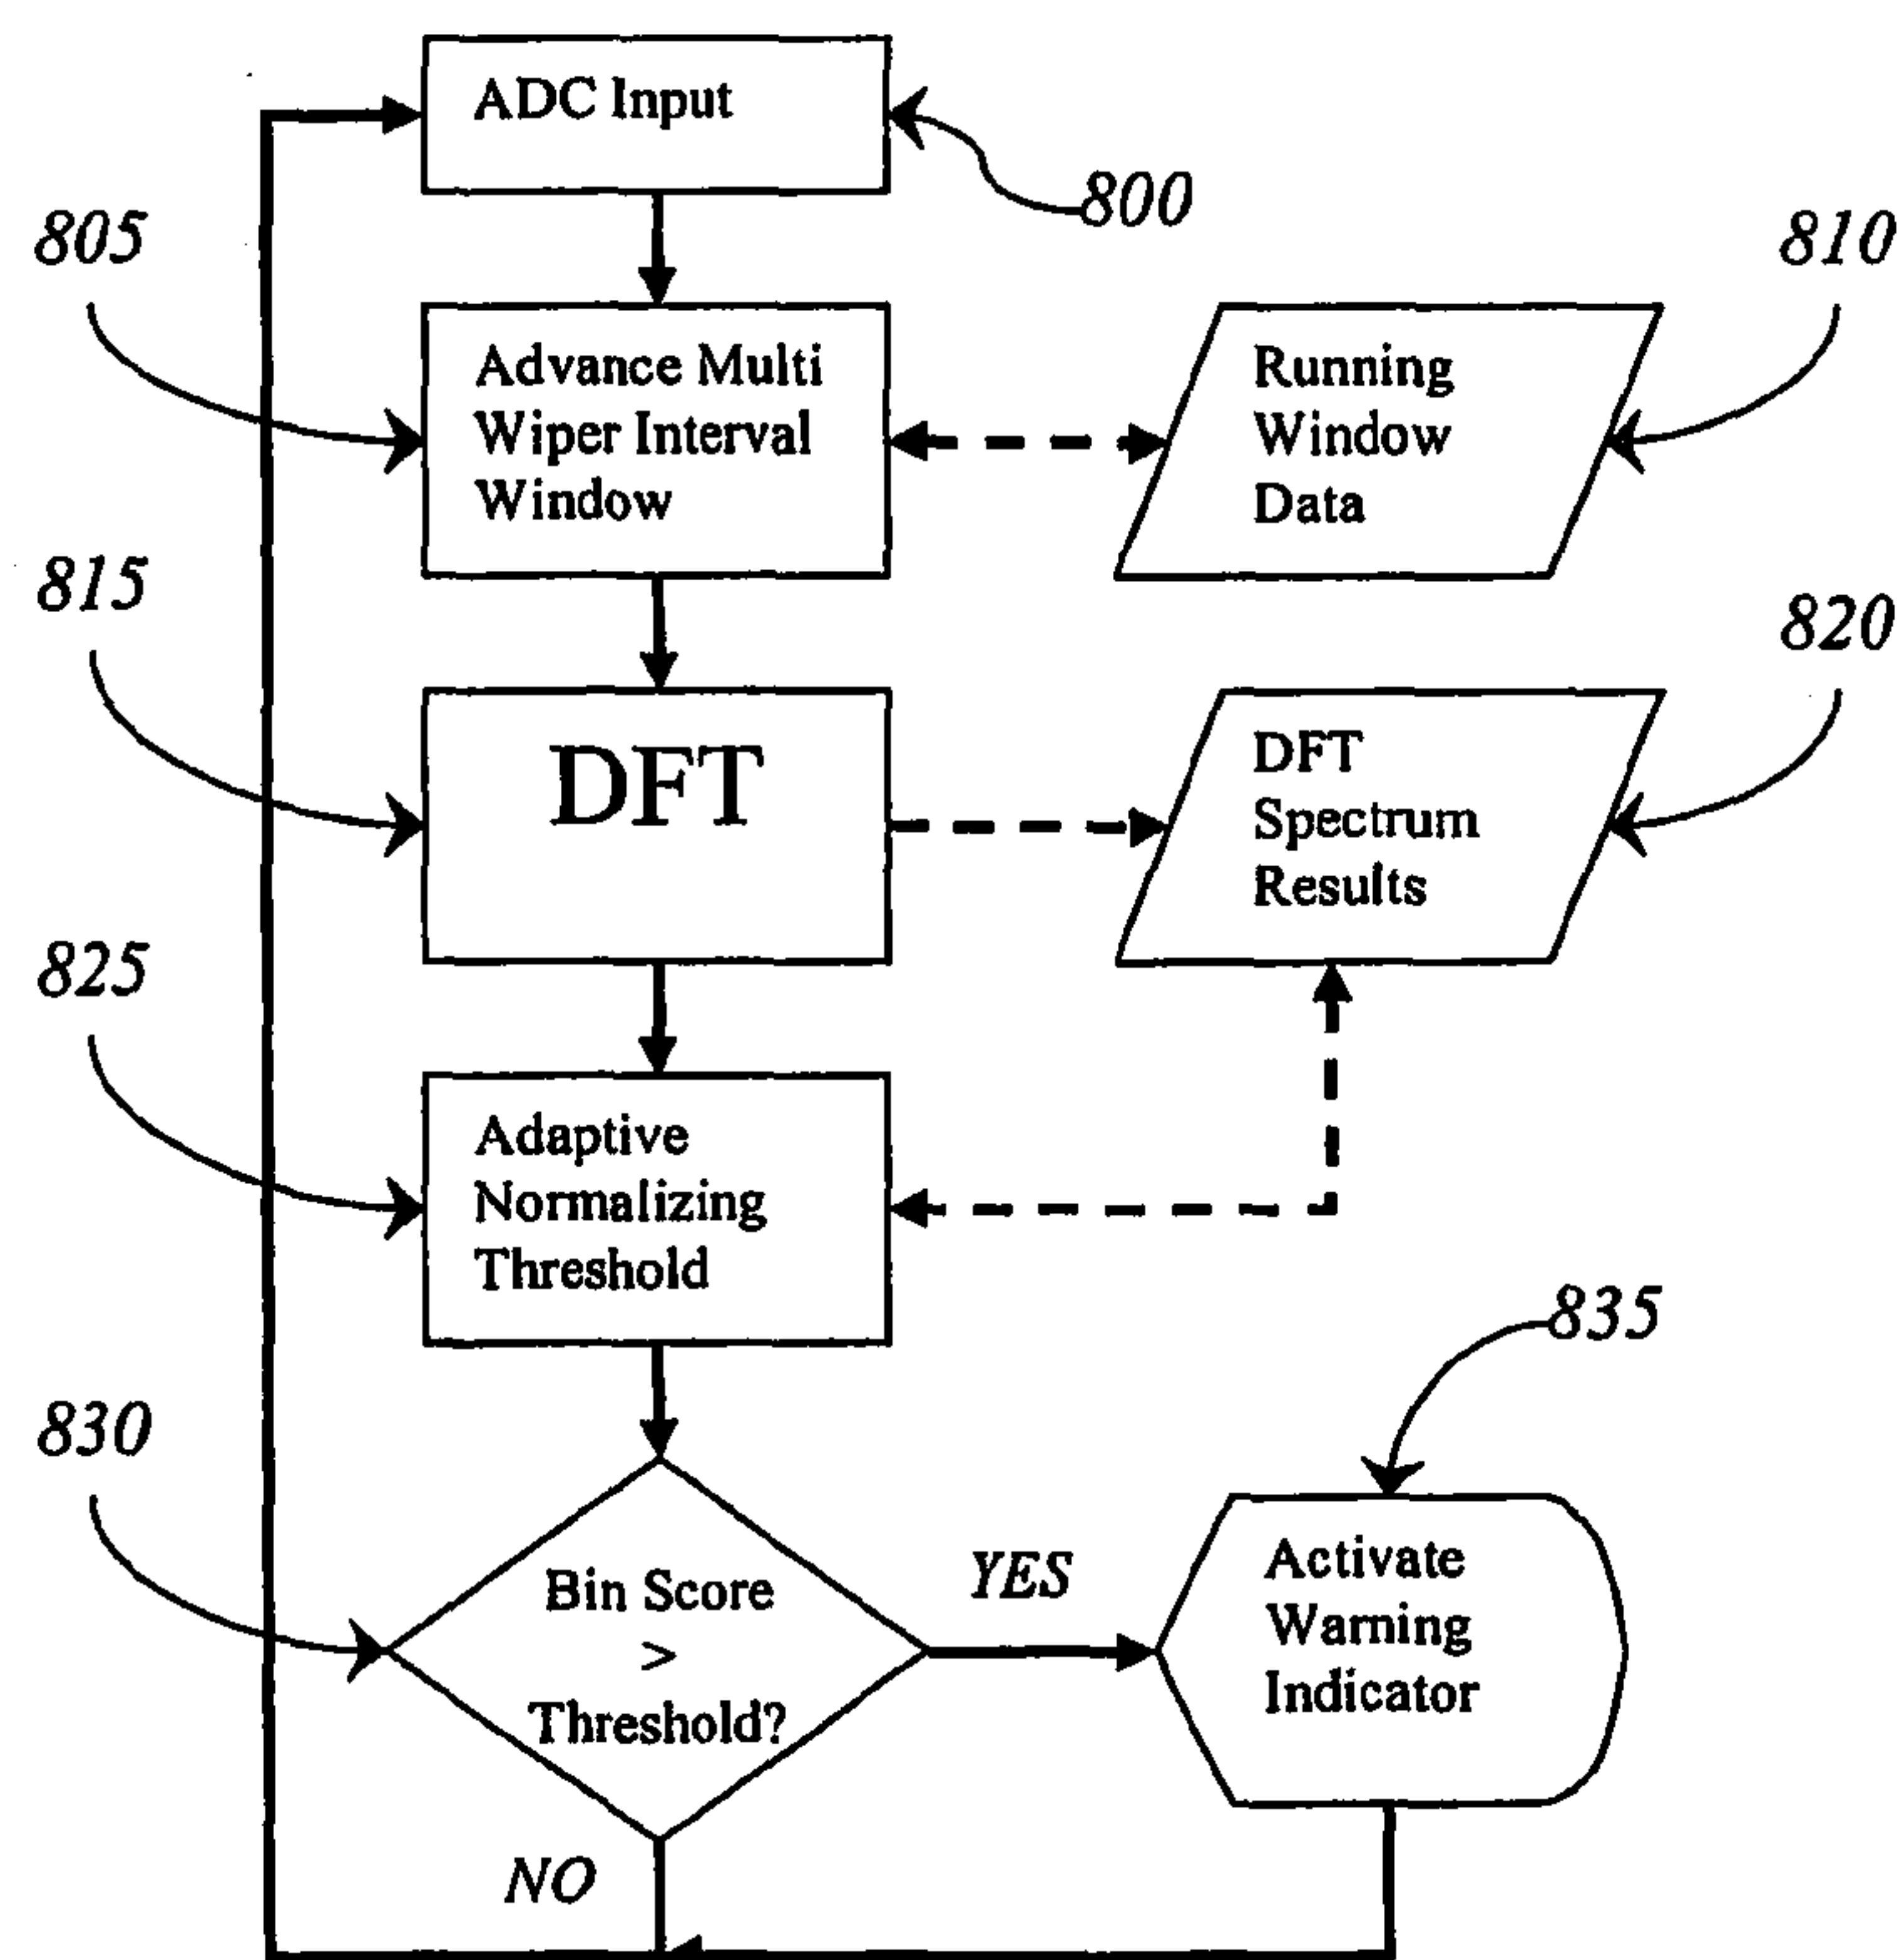 ADC Input
800
805
810
Advance Multi
Wiper Interval
Window
Running
Window
Data
815
820
DFT
DFT
Spectrum
Results
825
Adaptive
Normalizing
Threshold
835
830
Bin Score
>
Threshold?
YES
Activate
Warning
Indicator
NO